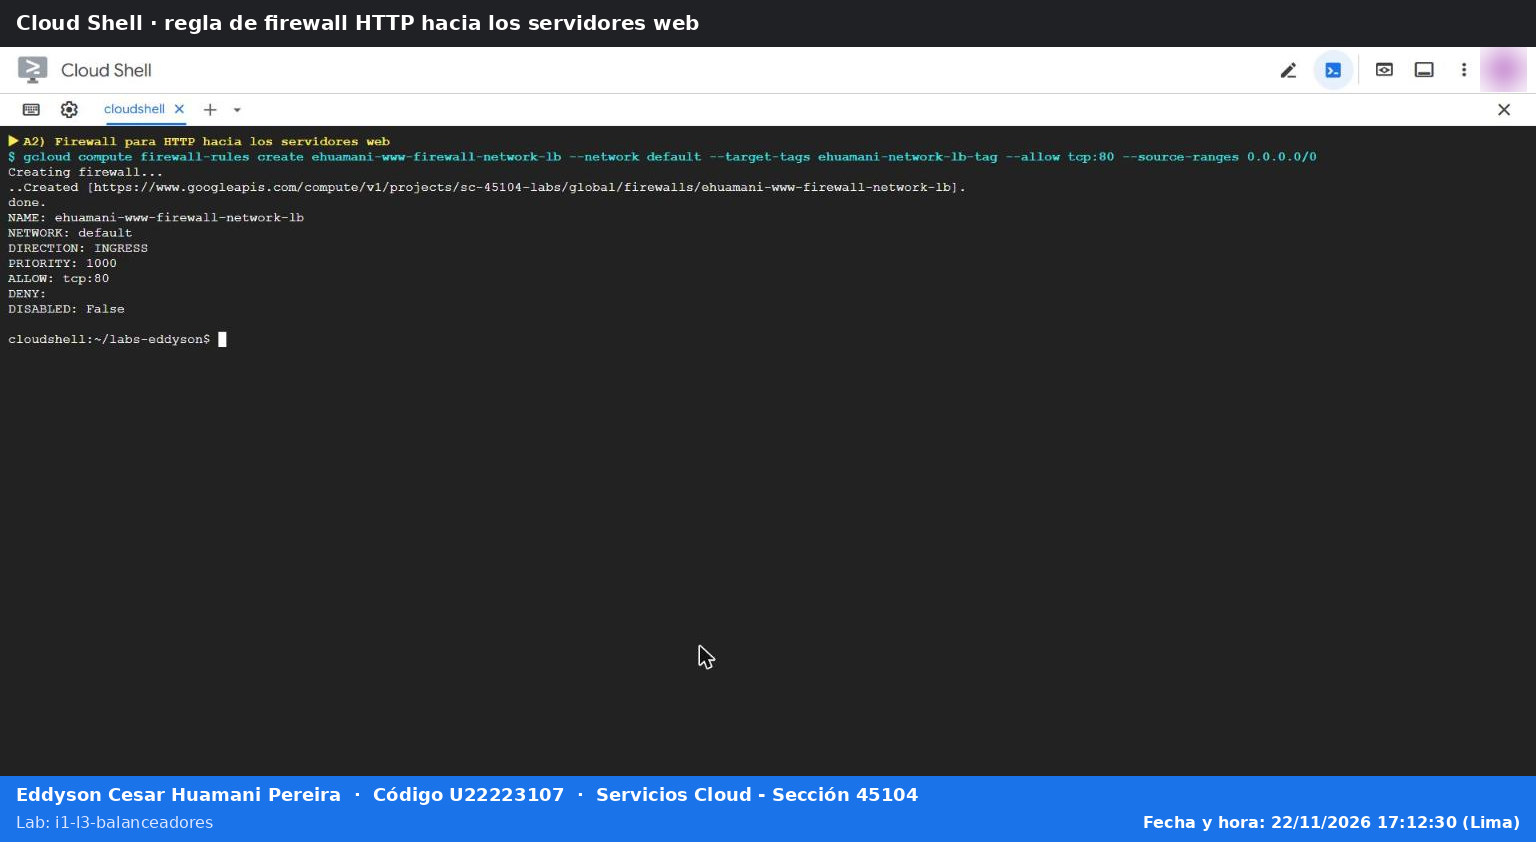 Cloud Shell · regla de firewall HTTP hacia los servidores web
Cloud Shell
cloudshell
A2) Firewall para HTTP hacia los servidores web
$ gcloud compute firewall-rules create ehuamani-www-firewall-network-lb --network default --target-tags ehuamani-network-lb-tag --allow tcp:80 --source-ranges 0.0.0.0/0
Creating firewall...
..Created [https://www.googleapis.com/compute/v1/projects/sc-45104-labs/global/firewalls/ehuamani-www-firewall-network-lb].
done.
NAME: ehuamani-www-firewall-network-lb
NETWORK: default
DIRECTION: INGRESS
PRIORITY: 1000
ALLOW: tcp:80
DENY:
DISABLED: False
cloudshell:~/labs-eddyson$
Eddyson Cesar Huamani Pereira · Código U22223107 · Servicios Cloud - Sección 45104
Lab: i1-l3-balanceadores
Fecha y hora: 22/11/2026 17:12:30 (Lima)